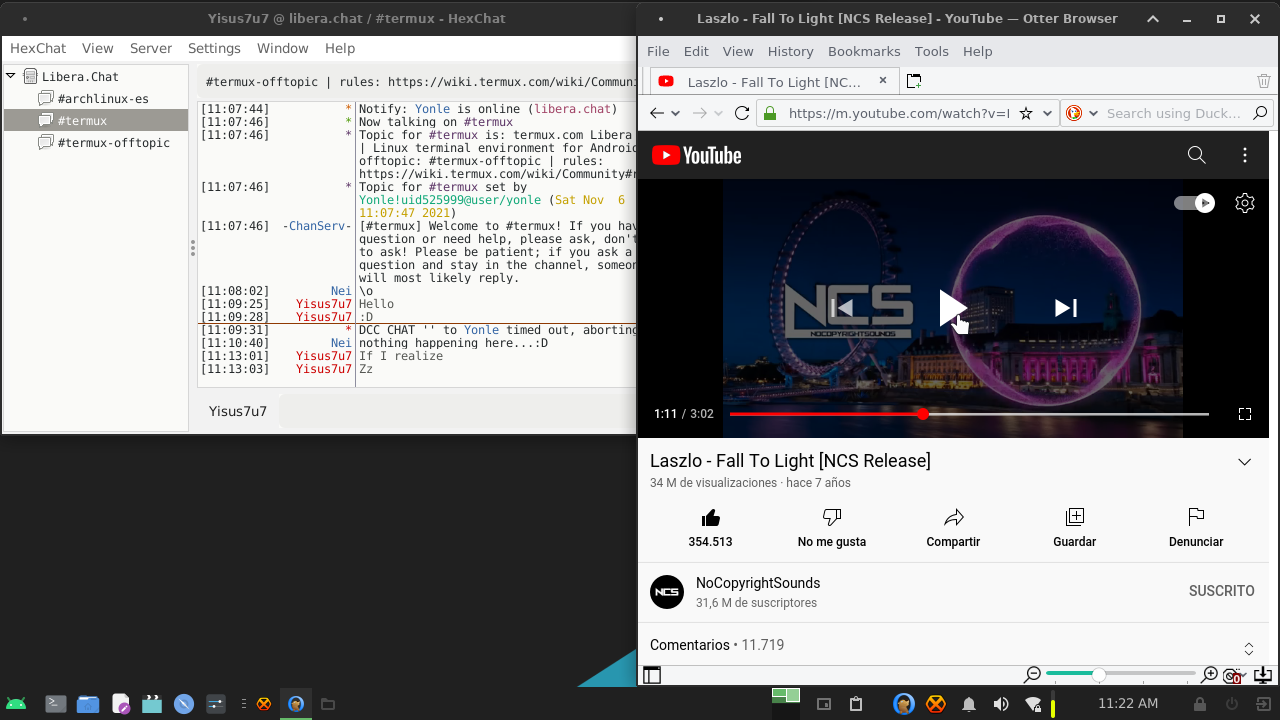 Yisus7u7 @ libera.chat / #termux - HexChat
HexChat View Server Settings Window Help
Libera.Chat
#archlinux-es
#termux
#termux-offtopic
#termux-offtopic | rules: https://wiki.termux.com/wiki/Communi
[11:07:44] * Notify: Yonle is online (libera.chat)
[11:07:46] * Now talking on #termux
[11:07:46] * Topic for #termux is: termux.com Libera
| Linux terminal environment for Android
offtopic: #termux-offtopic | rules:
https://wiki.termux.com/wiki/Community#r
[11:07:46] * Topic for #termux set by
Yonle!uid525999@user/yonle (Sat Nov  6
11:07:47 2021)
[11:07:46] -ChanServ- [#termux] Welcome to #termux! If you hav
question or need help, please ask, don't
to ask! Please be patient; if you ask a
question and stay in the channel, someon
will most likely reply.
[11:08:02] Nei \o
[11:09:25] Yisus7u7 Hello
[11:09:28] Yisus7u7 :D
[11:09:31] * DCC CHAT '' to Yonle timed out, aborting
[11:10:40] Nei nothing happening here...:D
[11:13:01] Yisus7u7 If I realize
[11:13:03] Yisus7u7 Zz
Yisus7u7
Laszlo - Fall To Light [NCS Release] - YouTube — Otter Browser
File Edit View History Bookmarks Tools Help
Laszlo - Fall To Light [NC...
https://m.youtube.com/watch?v=I
Search using Duck...
YouTube
NCS
NOCOPYRIGHTSOUNDS
1:11 / 3:02
Laszlo - Fall To Light [NCS Release]
34 M de visualizaciones · hace 7 años
354.513 No me gusta Compartir Guardar Denunciar
NCS
NoCopyrightSounds
31,6 M de suscriptores
SUSCRITO
Comentarios • 11.719
0
11:22 AM